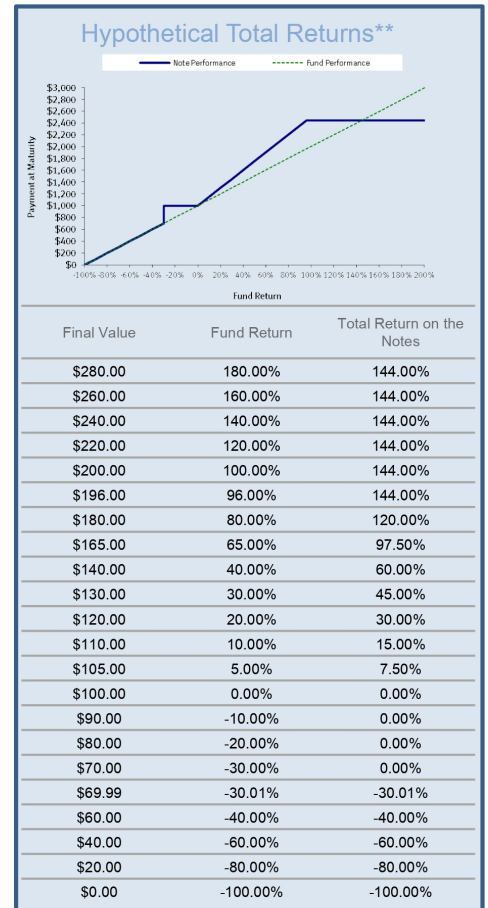 Hypothetical Total Returns**
Note Performance Fund Performance
Payment at Maturity
$3,000
$2,800
$2,600
$2,400
$2,200
$2,000
$1,800
$1,600
$1,400
$1,200
$1,000
$800
$600
$400
$200
$0
-100% -80% -60% -40% -20% 0% 20% 40% 60% 80% 100% 120% 140% 160% 180% 200%
Fund Return
Final Value Fund Return Total Return on the
Notes
$280.00 180.00% 144.00%
$260.00 160.00% 144.00%
$240.00 140.00% 144.00%
$220.00 120.00% 144.00%
$200.00 100.00% 144.00%
$196.00 96.00% 144.00%
$180.00 80.00% 120.00%
$165.00 65.00% 97.50%
$140.00 40.00% 60.00%
$130.00 30.00% 45.00%
$120.00 20.00% 30.00%
$110.00 10.00% 15.00%
$105.00 5.00% 7.50%
$100.00 0.00% 0.00%
$90.00 -10.00% 0.00%
$80.00 -20.00% 0.00%
$70.00 -30.00% 0.00%
$69.99 -30.01% -30.01%
$60.00 -40.00% -40.00%
$40.00 -60.00% -60.00%
$20.00 -80.00% -80.00%
$0.00 -100.00% -100.00%